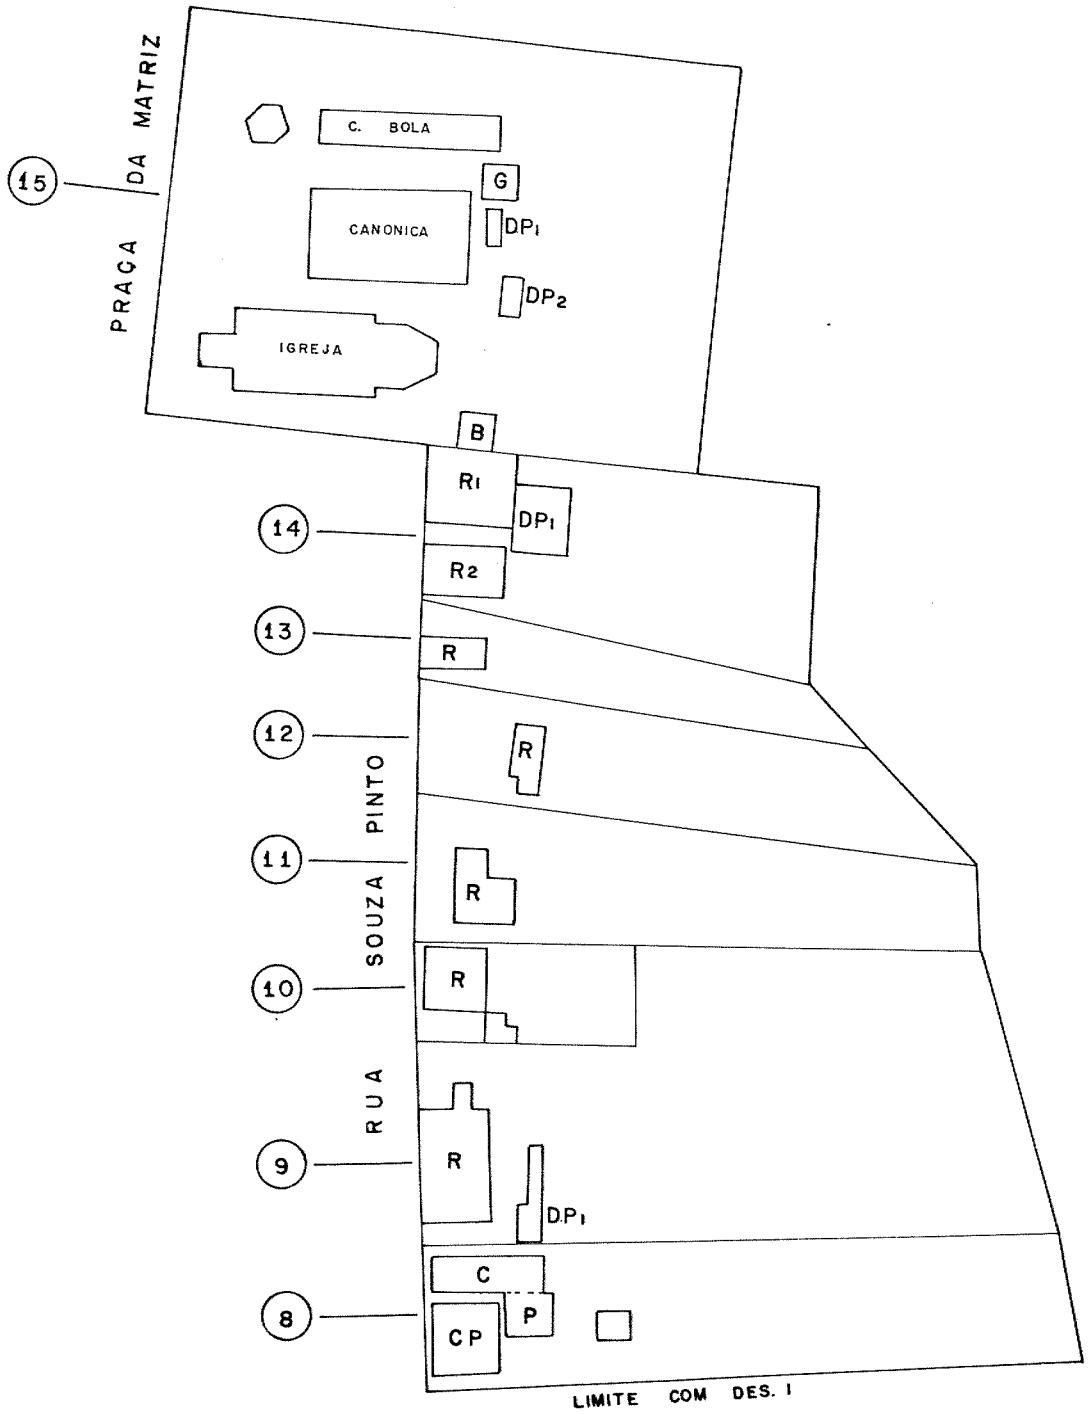 PRAÇA DA MATRIZ
15
C. BOLA
G
CANONICA
DP1
DP2
IGREJA
B
R1
14
DP1
R2
13
R
12
R
RUA SOUZA PINTO
11
R
10
R
9
R
D.P1
C
8
P
CP
LIMITE COM DES. I